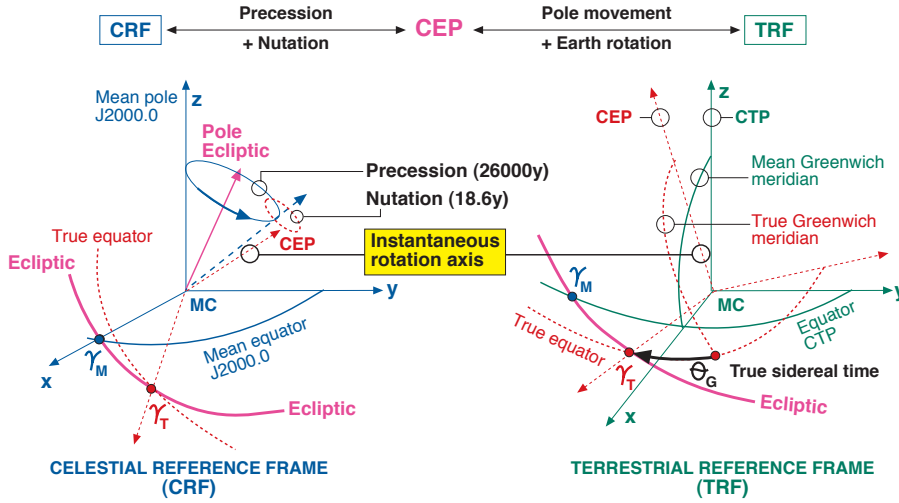 Precession
Pole movement
CRF
CEP
TRF
+ Nutation
+ Earth rotation
Mean pole
J2000.0
z
Pole
Ecliptic
Precession (26000y)
Nutation (18.6y)
True equator
CEP
Ecliptic
Instantaneous
rotation axis
MC
y
Mean equator
J2000.0
x
γM
γT
Ecliptic
CELESTIAL REFERENCE FRAME
(CRF)
z
CEP
CTP
Mean Greenwich
meridian
True Greenwich
meridian
Ecliptic
γM
MC
y
Equator
CTP
True equator
γT
θG
True sidereal time
x
Ecliptic
TERRESTRIAL REFERENCE FRAME
(TRF)